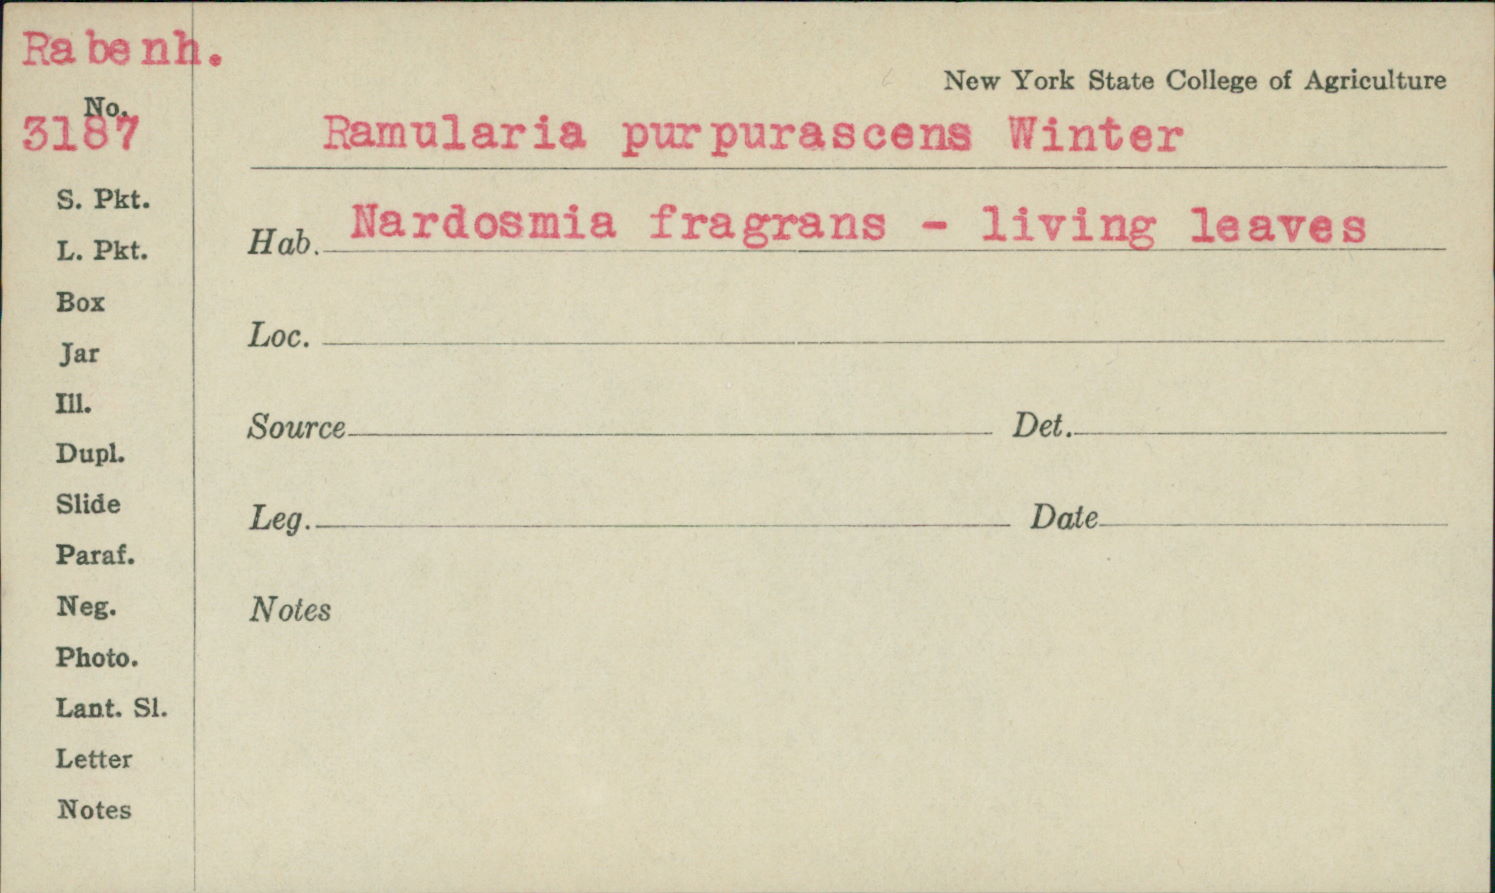 Rabenh.
New York State College of Agriculture
No.
3187
Ramularia purpurascens Winter
S. Pkt.
Hab. Nardosmia fragrans - living leaves
L. Pkt.
Box
Loc.
Jar
Ill.
Source Det.
Dupl.
Slide
Leg. Date
Paraf.
Neg.
Notes
Photo.
Lant. Sl.
Letter
Notes